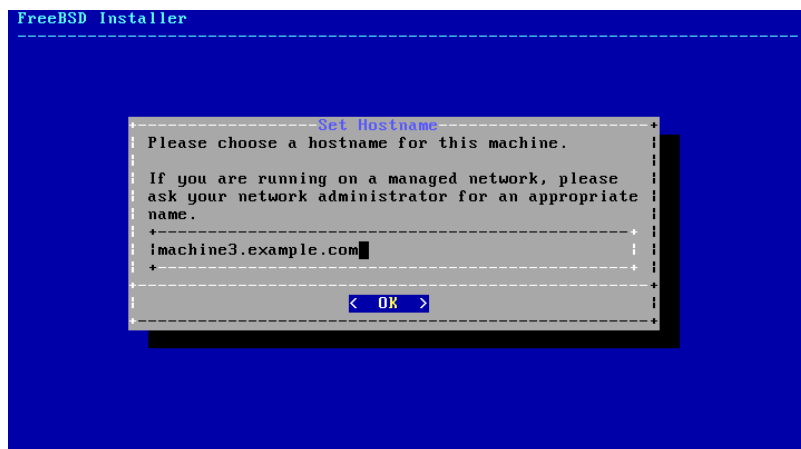 FreeBSD Installer
Set Hostname
Please choose a hostname for this machine.
If you are running on a managed network, please
ask your network administrator for an appropriate
name.
machine3.example.com
< OK >